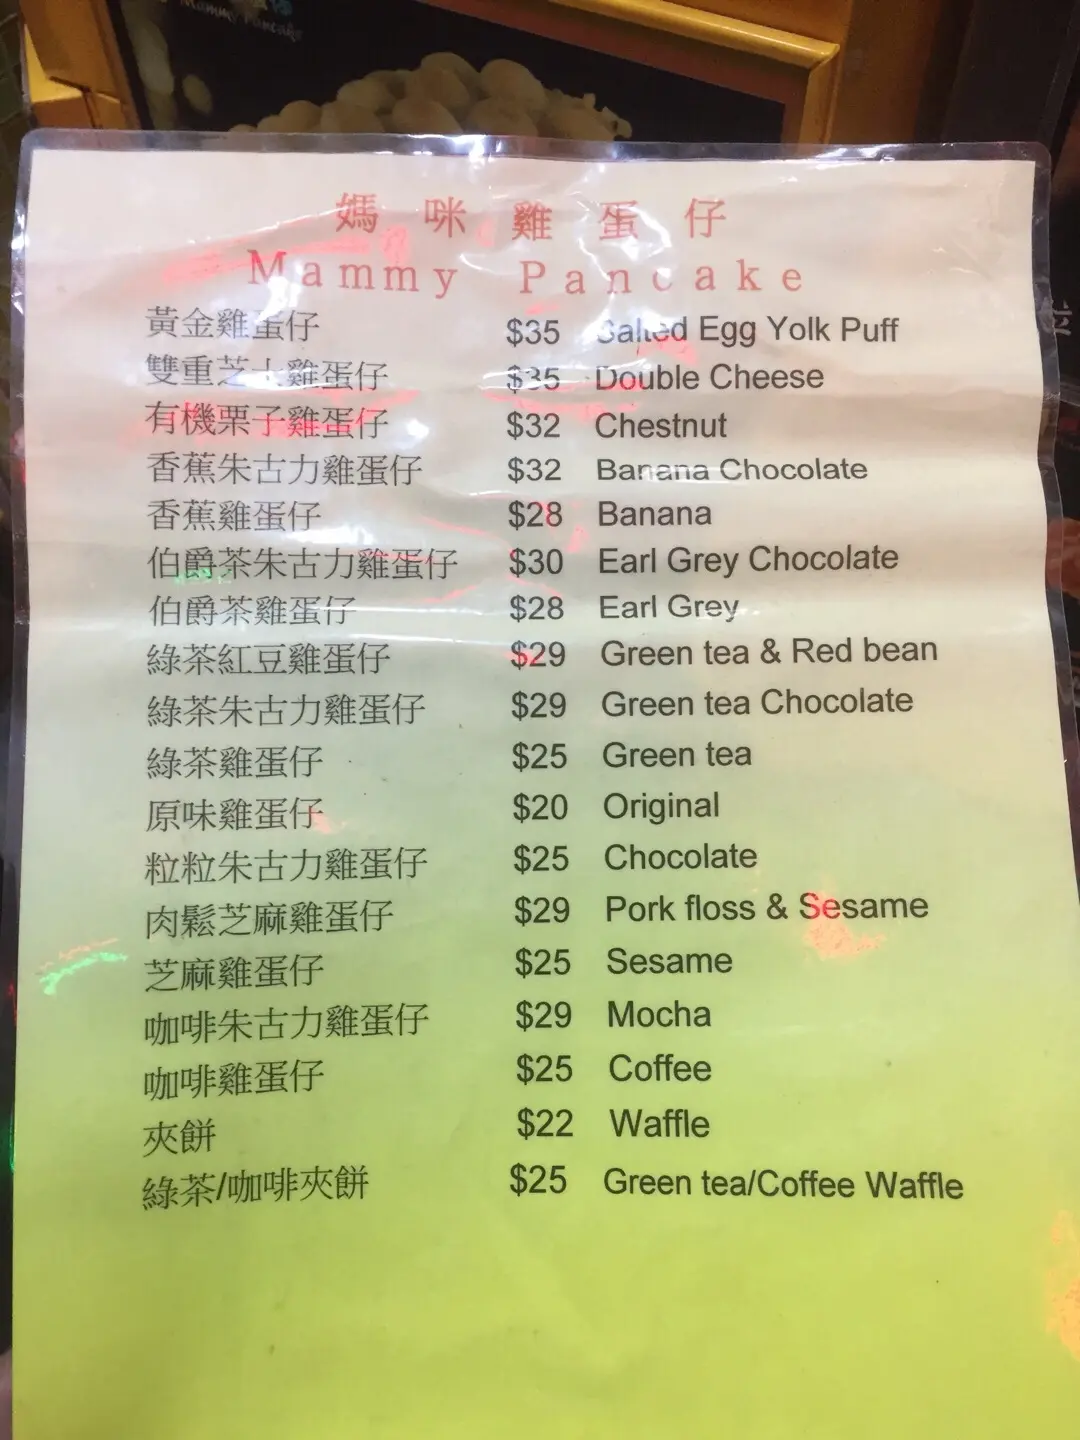 Mammy Pancake
媽咪雞蛋仔
Mammy Pancake
黃金雞蛋仔 $35 Salted Egg Yolk Puff
雙重芝士雞蛋仔 $35 Double Cheese
有機栗子雞蛋仔 $32 Chestnut
香蕉朱古力雞蛋仔 $32 Banana Chocolate
香蕉雞蛋仔 $28 Banana
伯爵茶朱古力雞蛋仔 $30 Earl Grey Chocolate
伯爵茶雞蛋仔 $28 Earl Grey
綠茶紅豆雞蛋仔 $29 Green tea & Red bean
綠茶朱古力雞蛋仔 $29 Green tea Chocolate
綠茶雞蛋仔 $25 Green tea
原味雞蛋仔 $20 Original
粒粒朱古力雞蛋仔 $25 Chocolate
肉鬆芝麻雞蛋仔 $29 Pork floss & Sesame
芝麻雞蛋仔 $25 Sesame
咖啡朱古力雞蛋仔 $29 Mocha
咖啡雞蛋仔 $25 Coffee
夾餅 $22 Waffle
綠茶/咖啡夾餅 $25 Green tea/Coffee Waffle